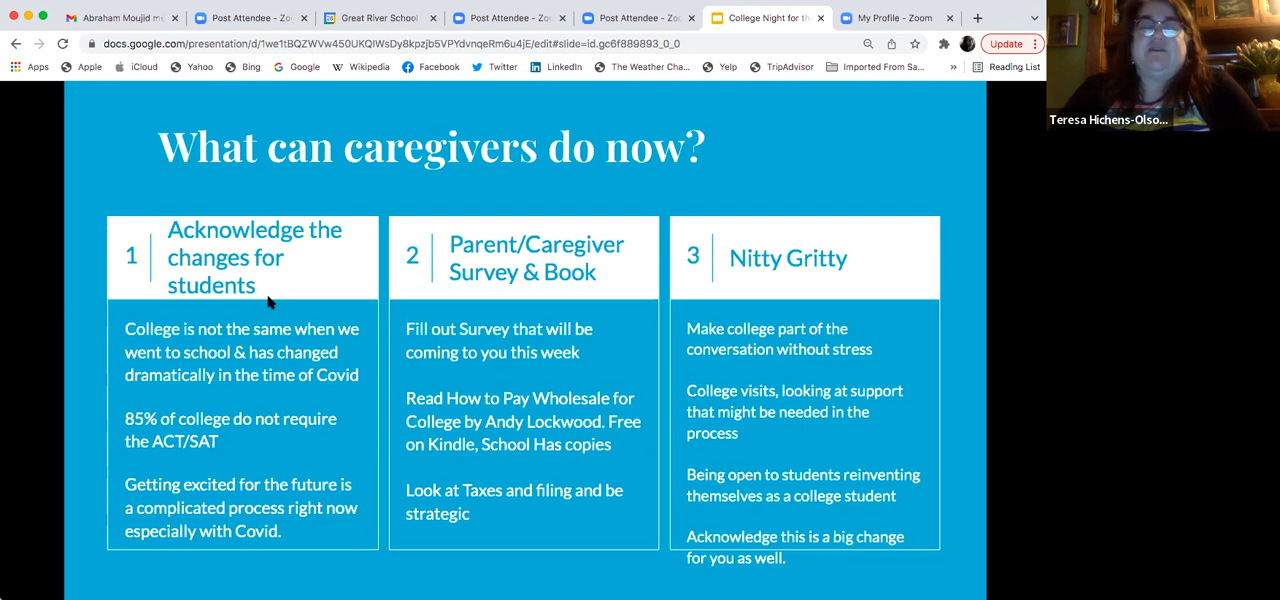 Abraham Moujid m
Post Attendee - Zo
Great River School
Post Attendee - Zo
Post Attendee - Zo
College Night for th
My Profile - Zoom
docs.google.com/presentation/d/1we1tBQZWVw450UKQIWsDy8kpzjb5VPYdvnqeRm6u4jE/edit#slide=id.gc6f889893_0_0
Update
Apps Apple iCloud Yahoo Bing Google Wikipedia Facebook Twitter LinkedIn The Weather Cha... Yelp TripAdvisor Imported From Sa... » Reading List
Teresa Hichens-Olso...
What can caregivers do now?
1
Acknowledge the
changes for
students
College is not the same when we
went to school & has changed
dramatically in the time of Covid
85% of college do not require
the ACT/SAT
Getting excited for the future is
a complicated process right now
especially with Covid.
2
Parent/Caregiver
Survey & Book
Fill out Survey that will be
coming to you this week
Read How to Pay Wholesale for
College by Andy Lockwood. Free
on Kindle, School Has copies
Look at Taxes and filing and be
strategic
3
Nitty Gritty
Make college part of the
conversation without stress
College visits, looking at support
that might be needed in the
process
Being open to students reinventing
themselves as a college student
Acknowledge this is a big change
for you as well.